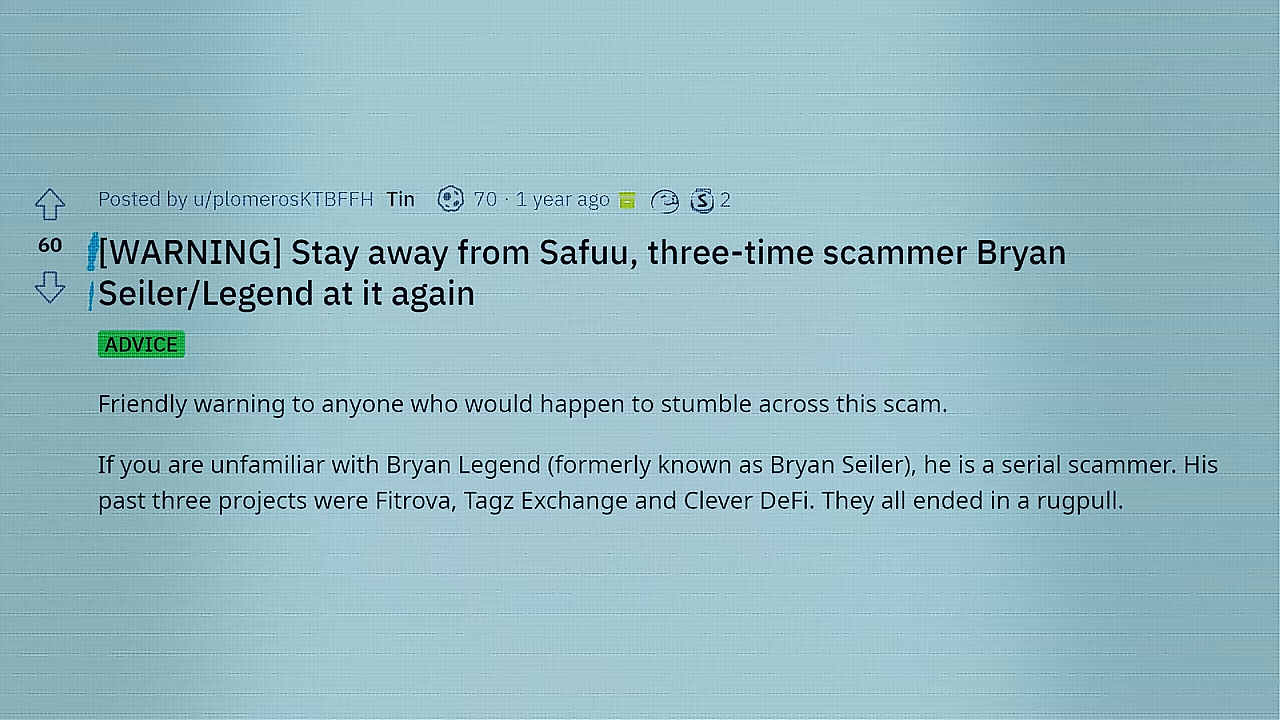 Posted by u/plomerosKTBFFH Tin 70 · 1 year ago 2
60
[WARNING] Stay away from Safuu, three-time scammer Bryan
Seiler/Legend at it again
ADVICE
Friendly warning to anyone who would happen to stumble across this scam.
If you are unfamiliar with Bryan Legend (formerly known as Bryan Seiler), he is a serial scammer. His
past three projects were Fitrova, Tagz Exchange and Clever DeFi. They all ended in a rugpull.